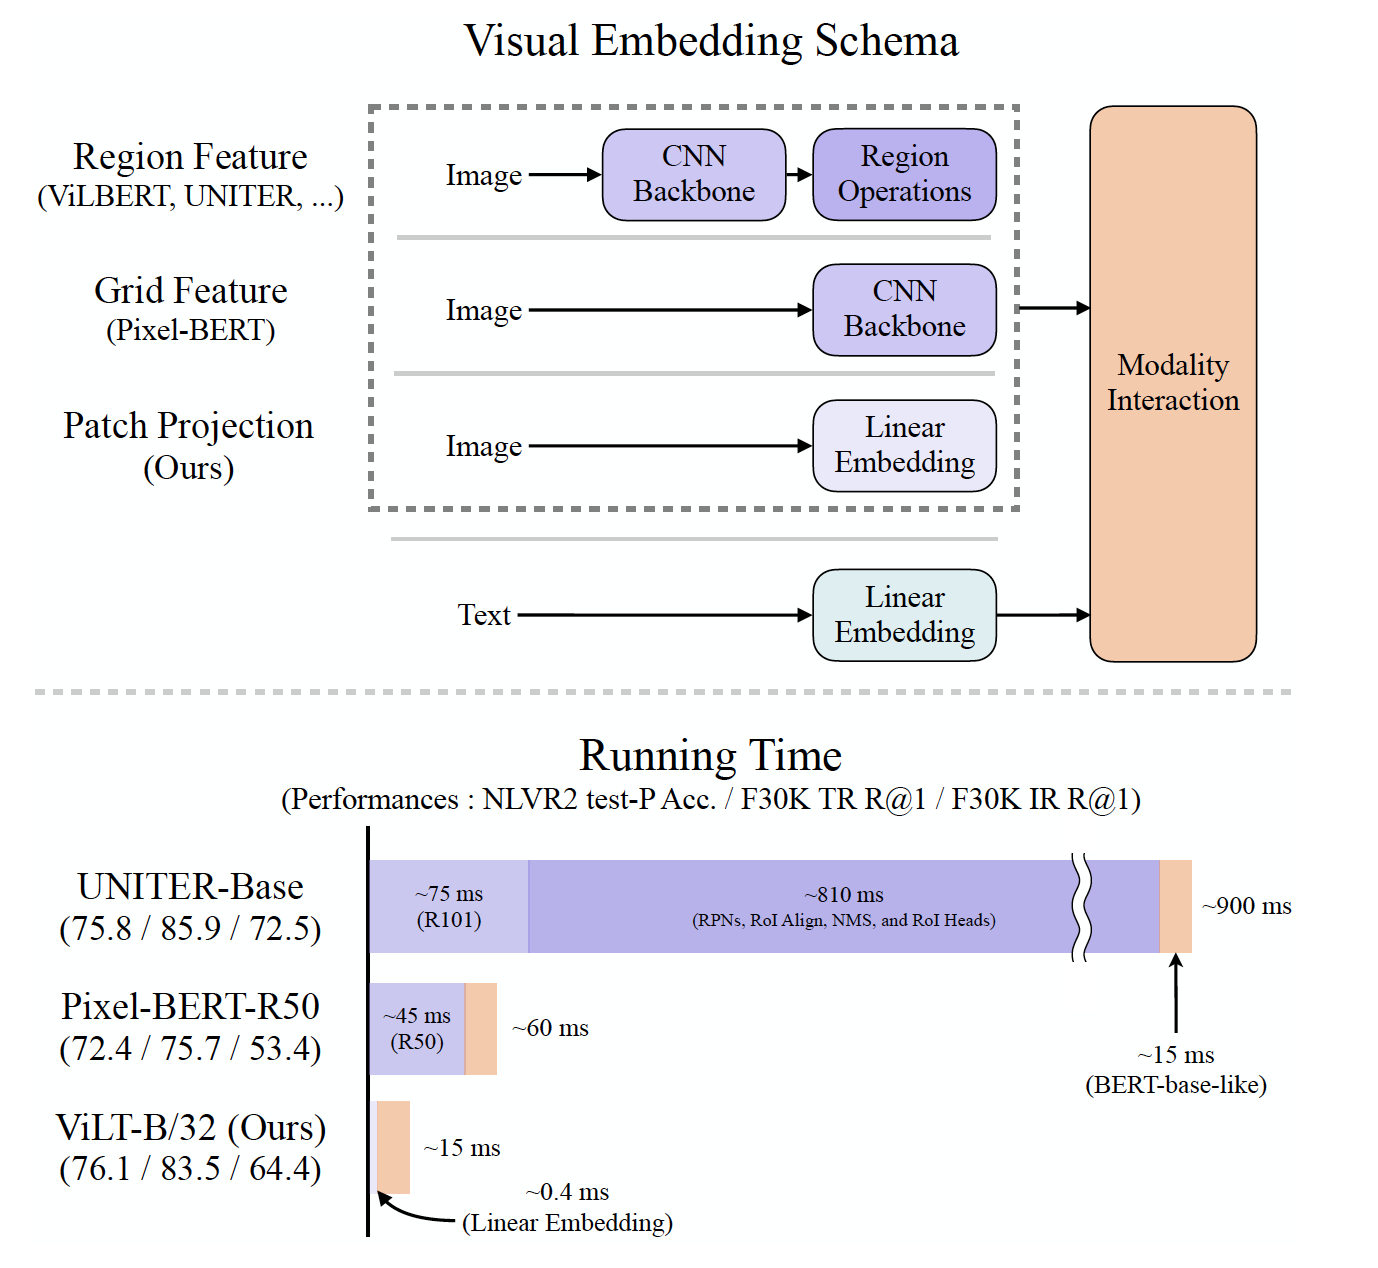 Visual Embedding Schema
Region Feature
(ViLBERT, UNITER, ...)
Image
CNN
Backbone
Region
Operations
Grid Feature
(Pixel-BERT)
Image
CNN
Backbone
Patch Projection
(Ours)
Image
Linear
Embedding
Text
Linear
Embedding
Modality
Interaction
Running Time
(Performances : NLVR2 test-P Acc. / F30K TR R@1 / F30K IR R@1)
UNITER-Base
(75.8 / 85.9 / 72.5)
~75 ms
(R101)
~810 ms
(RPNs, RoI Align, NMS, and RoI Heads)
~900 ms
~15 ms
(BERT-base-like)
Pixel-BERT-R50
(72.4 / 75.7 / 53.4)
~45 ms
(R50)
~60 ms
ViLT-B/32 (Ours)
(76.1 / 83.5 / 64.4)
~15 ms
~0.4 ms
(Linear Embedding)